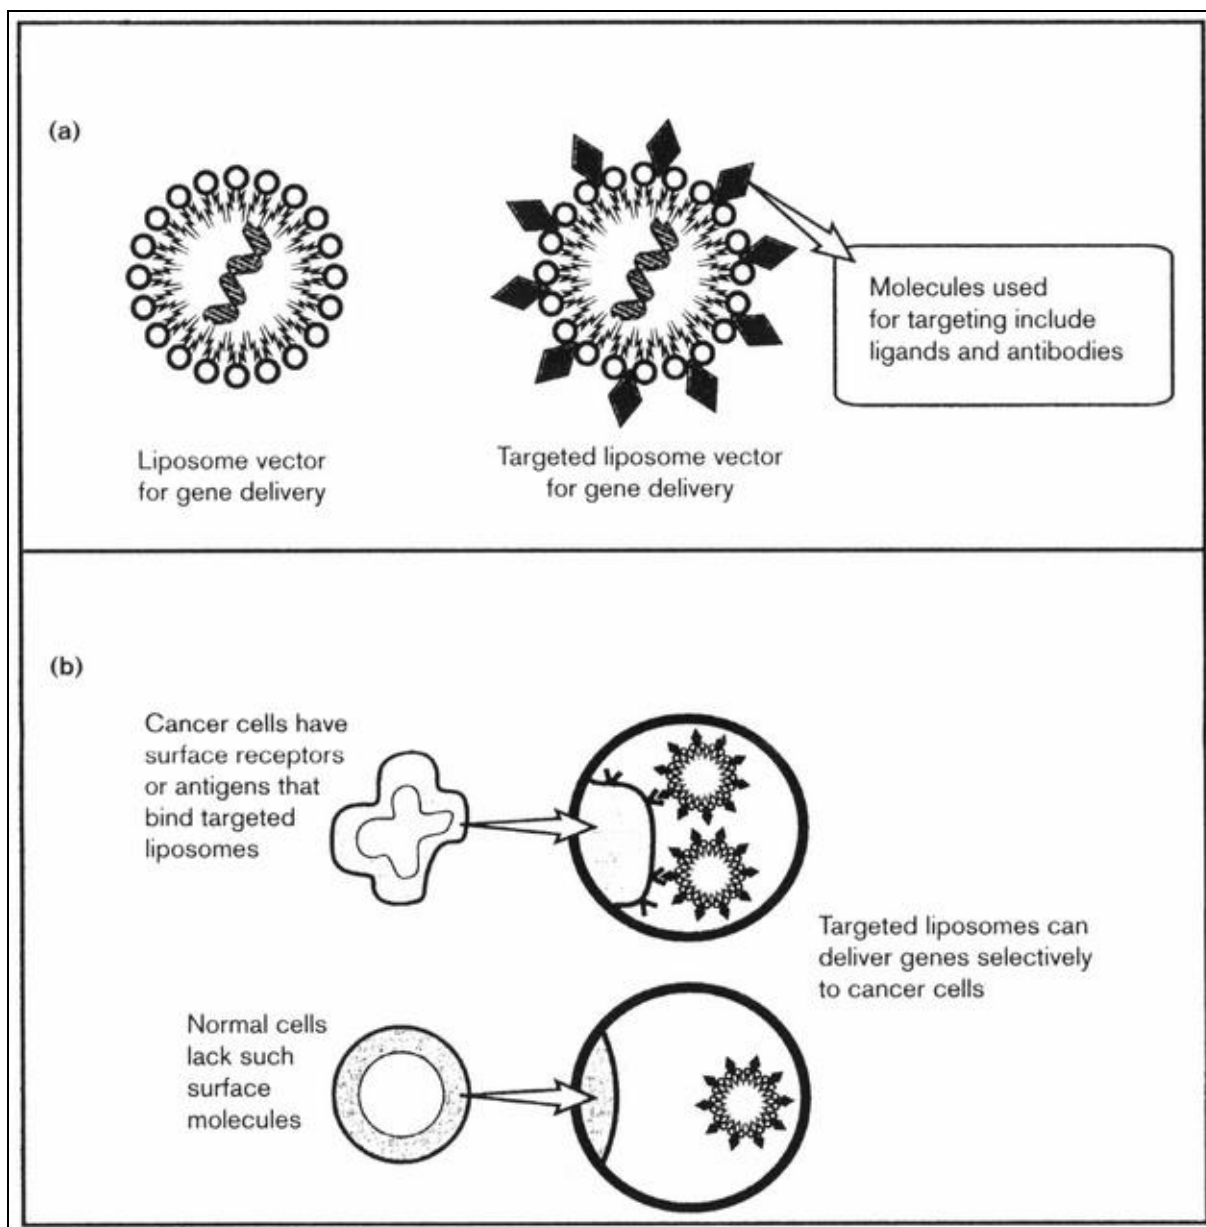 (a)
Molecules used
for targeting include
ligands and antibodies
Liposome vector
for gene delivery
Targeted liposome vector
for gene delivery
(b)
Cancer cells have
surface receptors
or antigens that
bind targeted
liposomes
Targeted liposomes can
deliver genes selectively
to cancer cells
Normal cells
lack such
surface
molecules